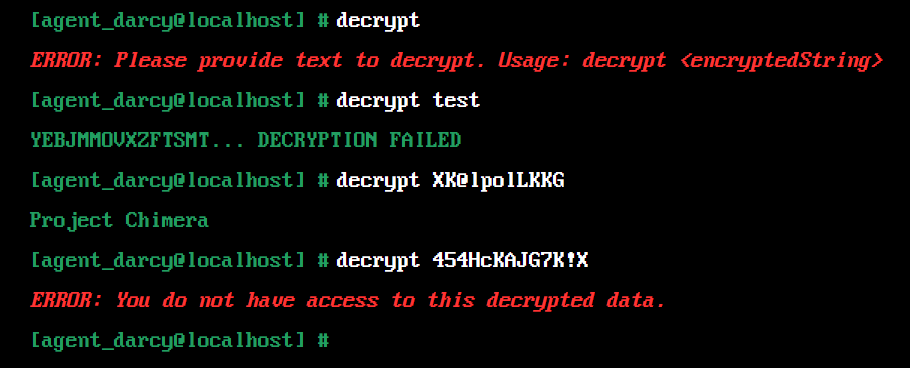 [agent_darcy@localhost] # decrypt
ERROR: Please provide text to decrypt. Usage: decrypt <encryptedString>
[agent_darcy@localhost] # decrypt test
YEBJMMOVXZFTSMT... DECRYPTION FAILED
[agent_darcy@localhost] # decrypt XK@lpolLKKG
Project Chimera
[agent_darcy@localhost] # decrypt 454HcKAJG7K!X
ERROR: You do not have access to this decrypted data.
[agent_darcy@localhost] #